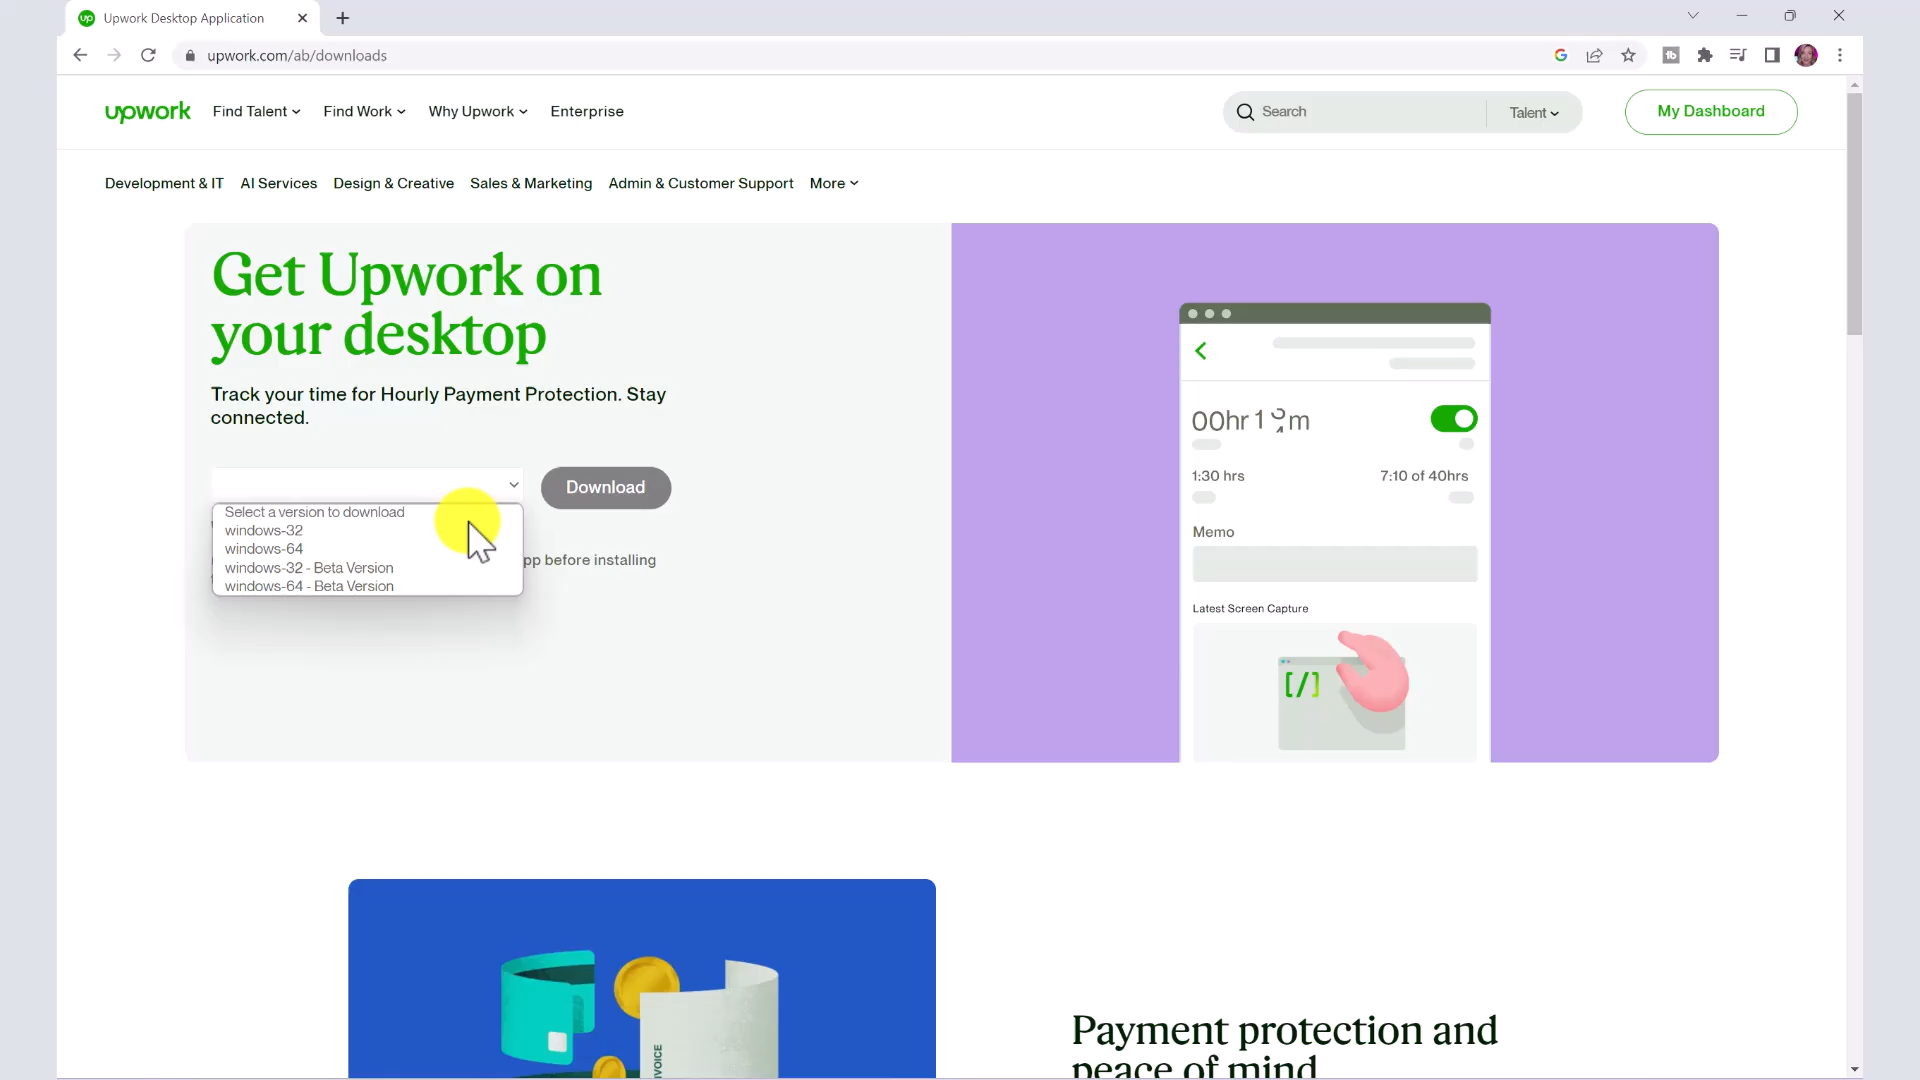 Upwork Desktop Application
upwork.com/ab/downloads
upwork Find Talent Find Work Why Upwork Enterprise Search Talent My Dashboard
Development & IT AI Services Design & Creative Sales & Marketing Admin & Customer Support More
Get Upwork on
your desktop
Track your time for Hourly Payment Protection. Stay
connected.
Download
Select a version to download
windows-32
windows-64
windows-32 - Beta Version
windows-64 - Beta Version
pp before installing
00hr 1 m
1:30 hrs 7:10 of 40hrs
Memo
Latest Screen Capture
[/]
Payment protection and
peace of mind